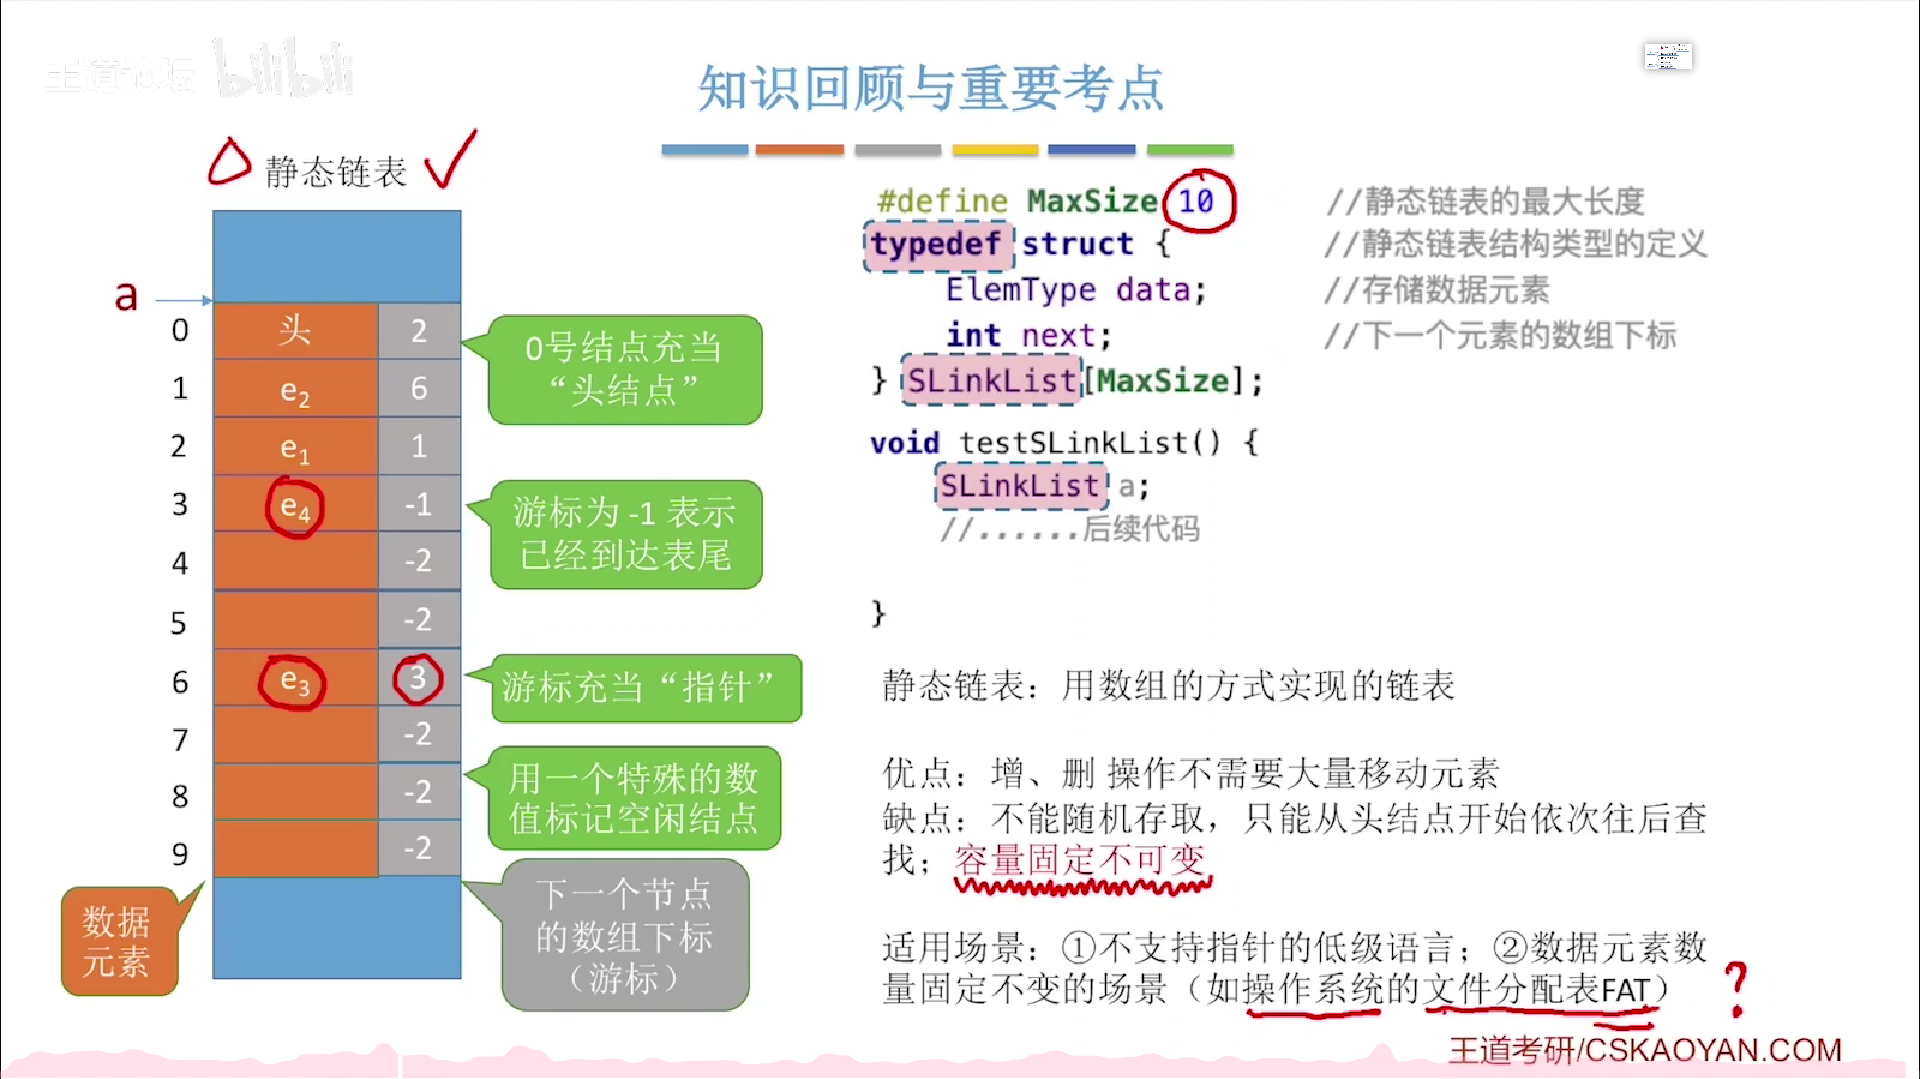 王道论坛 bilibili
知识回顾与重要考点
静态链表
a
0 头 2
1 e₂ 6
2 e₁ 1
3 e₄ -1
4 -2
5 -2
6 e₃ 3
7 -2
8 -2
9 -2
0号结点充当
“头结点”
游标为 -1 表示
已经到达表尾
游标充当“指针”
用一个特殊的数
值标记空闲结点
下一个节点
的数组下标
（游标）
数据
元素
#define MaxSize 10 //静态链表的最大长度
typedef struct { //静态链表结构类型的定义
ElemType data; //存储数据元素
int next; //下一个元素的数组下标
} SLinkList[MaxSize];
void testSLinkList() {
SLinkList a;
//......后续代码
}
静态链表：用数组的方式实现的链表
优点：增、删 操作不需要大量移动元素
缺点：不能随机存取，只能从头结点开始依次往后查
找；容量固定不可变
适用场景：①不支持指针的低级语言；②数据元素数
量固定不变的场景（如操作系统的文件分配表FAT）
?
王道考研/CSKAOYAN.COM